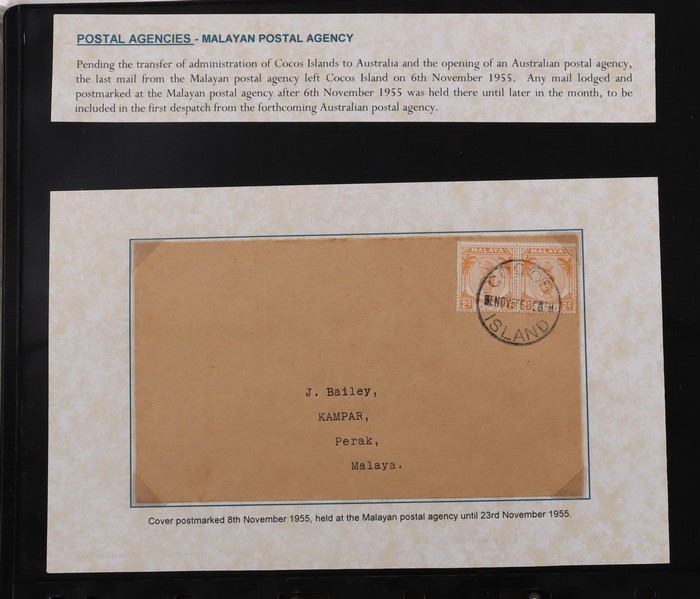 POSTAL AGENCIES - MALAYAN POSTAL AGENCY
Pending the transfer of administration of Cocos Islands to Australia and the opening of an Australian postal agency,
the last mail from the Malayan postal agency left Cocos Island on 6th November 1955. Any mail lodged and
postmarked at the Malayan postal agency after 6th November 1955 was held there until later in the month, to be
included in the first despatch from the forthcoming Australian postal agency.
MALAYA MALAYA
COCOS
ISLAND
J. Bailey,
KAMPAR,
Perak,
Malaya.
Cover postmarked 8th November 1955, held at the Malayan postal agency until 23rd November 1955.